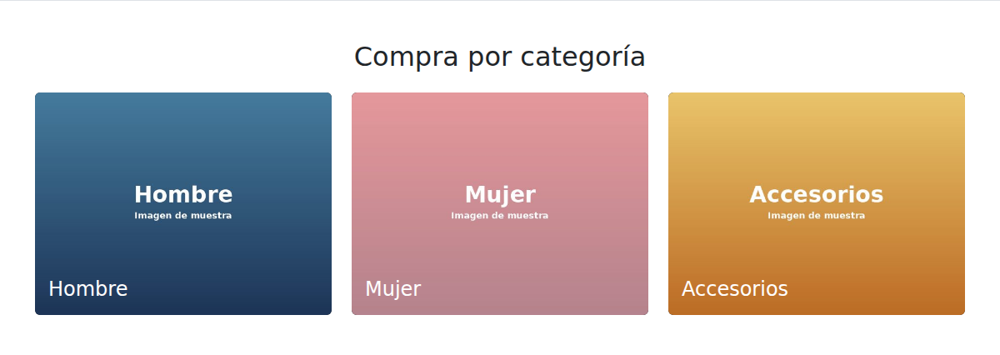 Compra por categoría
Hombre
Imagen de muestra
Hombre
Mujer
Imagen de muestra
Mujer
Accesorios
Imagen de muestra
Accesorios